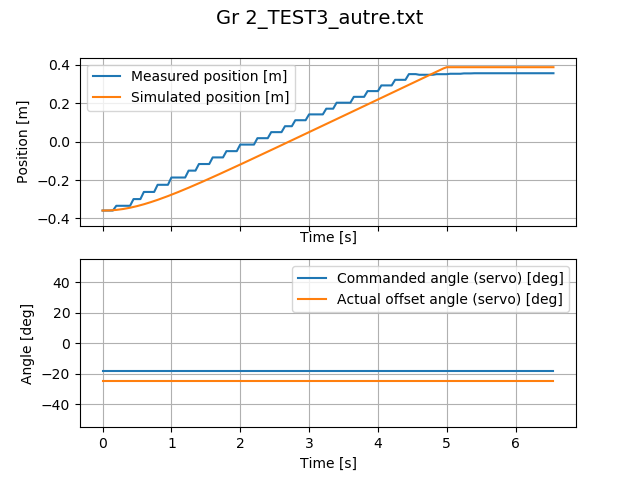 Gr 2_TEST3_autre.txt
0.4
0.2
0.0
−0.2
−0.4
Position [m]
Measured position [m]
Simulated position [m]
Time [s]
40
20
0
−20
−40
Angle [deg]
Commanded angle (servo) [deg]
Actual offset angle (servo) [deg]
0 1 2 3 4 5 6
Time [s]